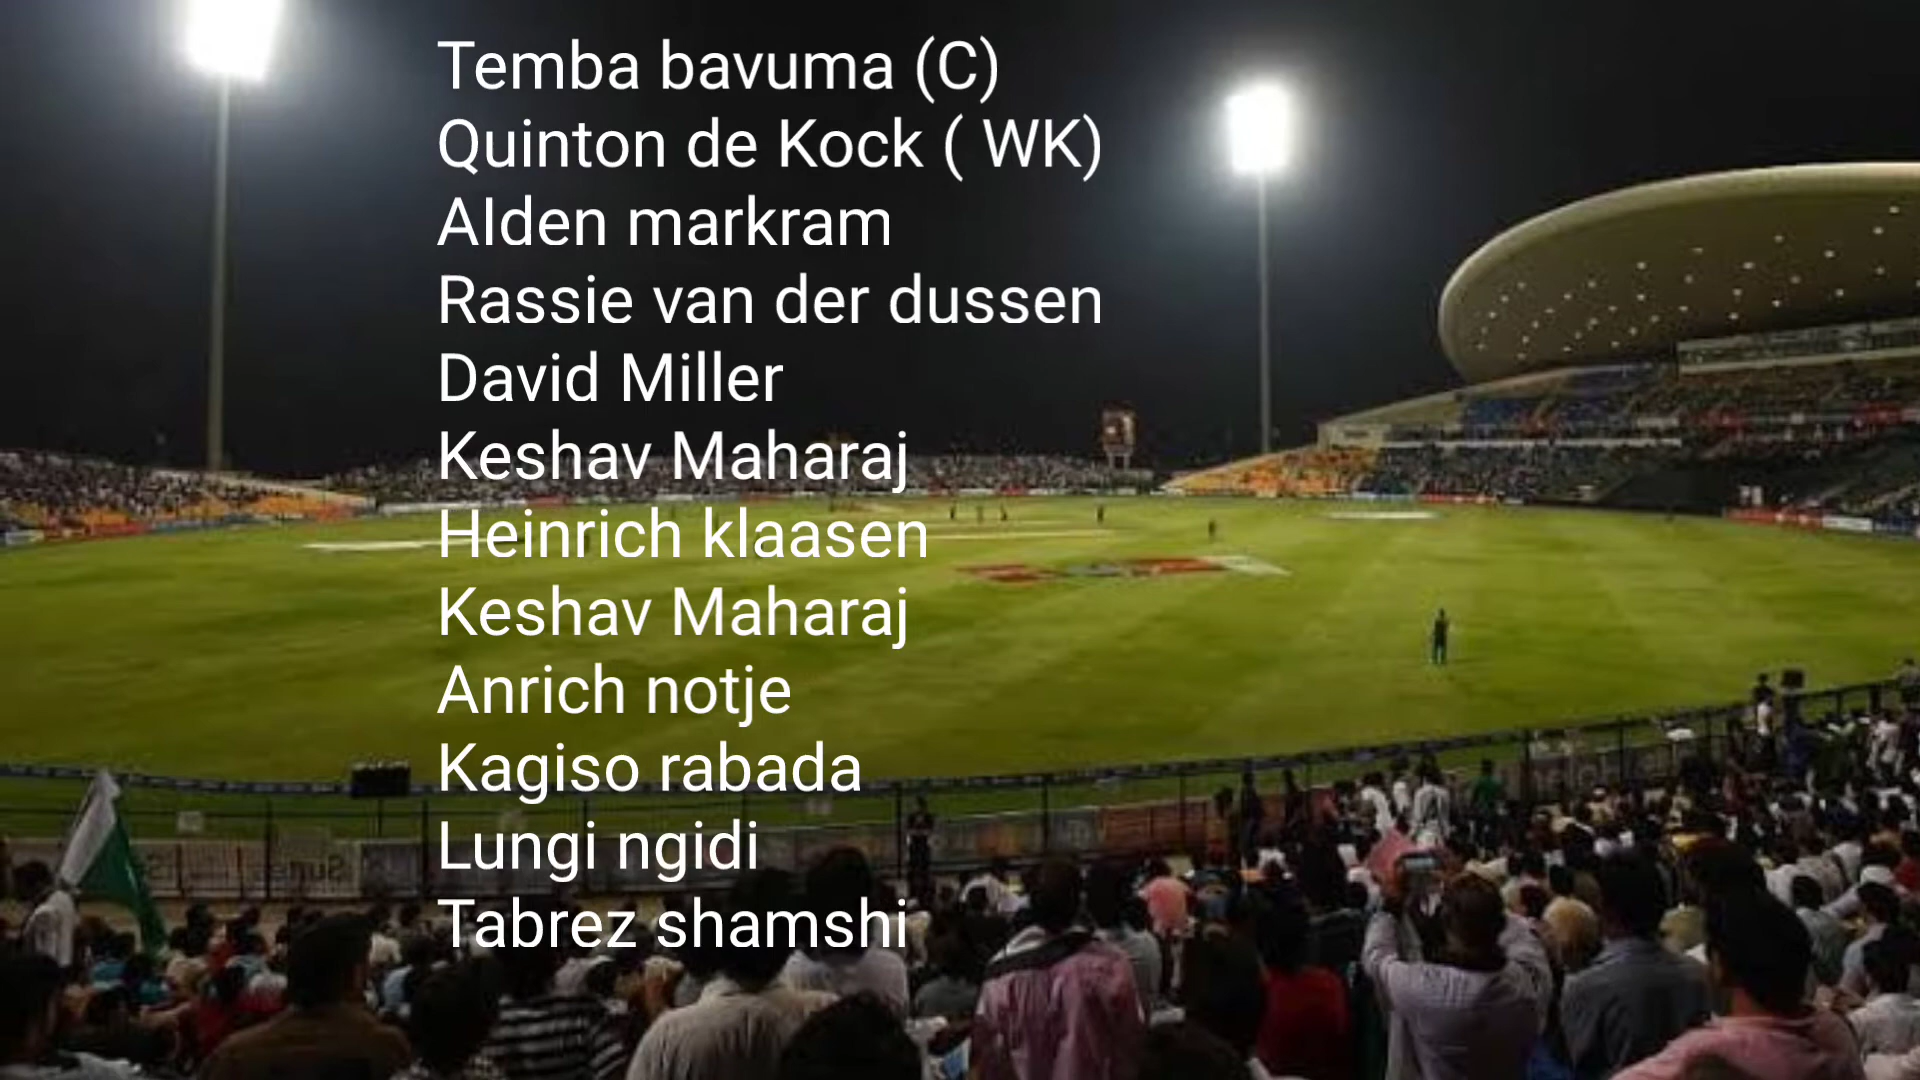 Temba bavuma (C)
Quinton de Kock ( WK)
AIden markram
Rassie van der dussen
David Miller
Keshav Maharaj
Heinrich klaasen
Keshav Maharaj
Anrich notje
Kagiso rabada
Lungi ngidi
Tabrez shamshi